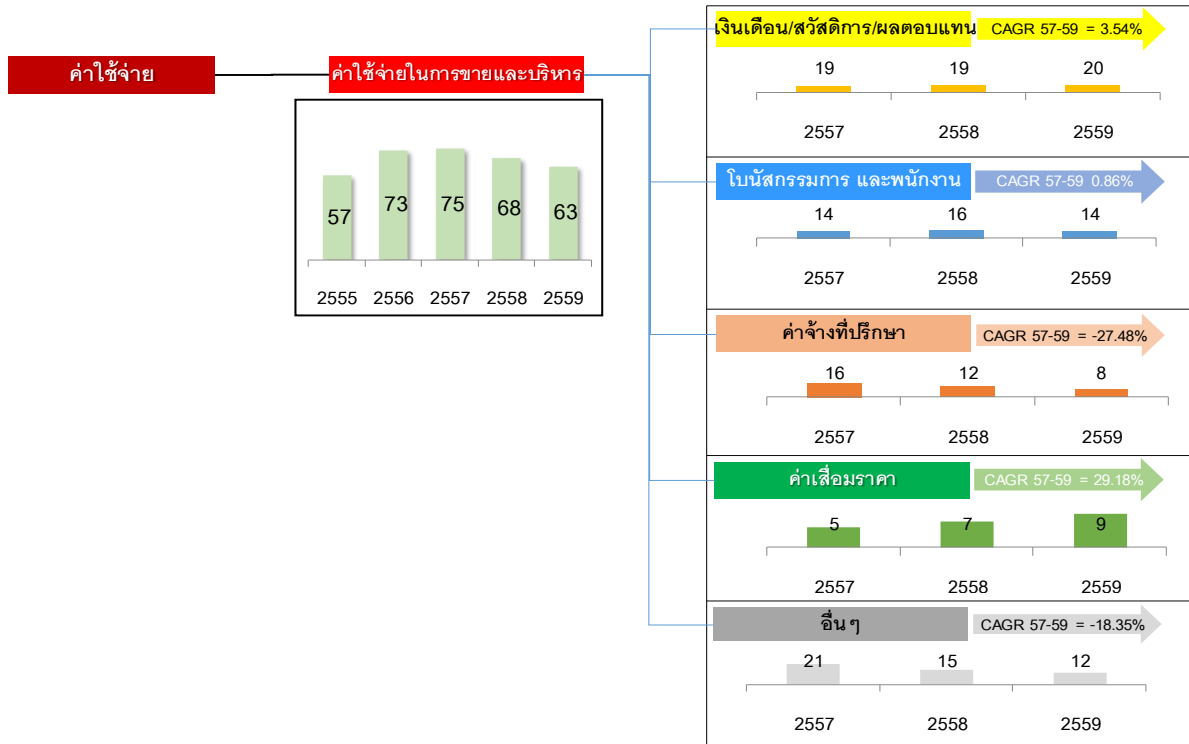 ค่าใช้จ่าย
ค่าใช้จ่ายในการขายและบริหาร
57 73 75 68 63
2555 2556 2557 2558 2559
เงินเดือน/สวัสดิการ/ผลตอบแทน
CAGR 57-59 = 3.54%
19 19 20
2557 2558 2559
โบนัสกรรมการ และพนักงาน
CAGR 57-59 0.86%
14 16 14
2557 2558 2559
ค่าจ้างที่ปรึกษา
CAGR 57-59 = -27.48%
16 12 8
2557 2558 2559
ค่าเสื่อมราคา
CAGR 57-59 = 29.18%
5 7 9
2557 2558 2559
อื่นๆ
CAGR 57-59 = -18.35%
21 15 12
2557 2558 2559